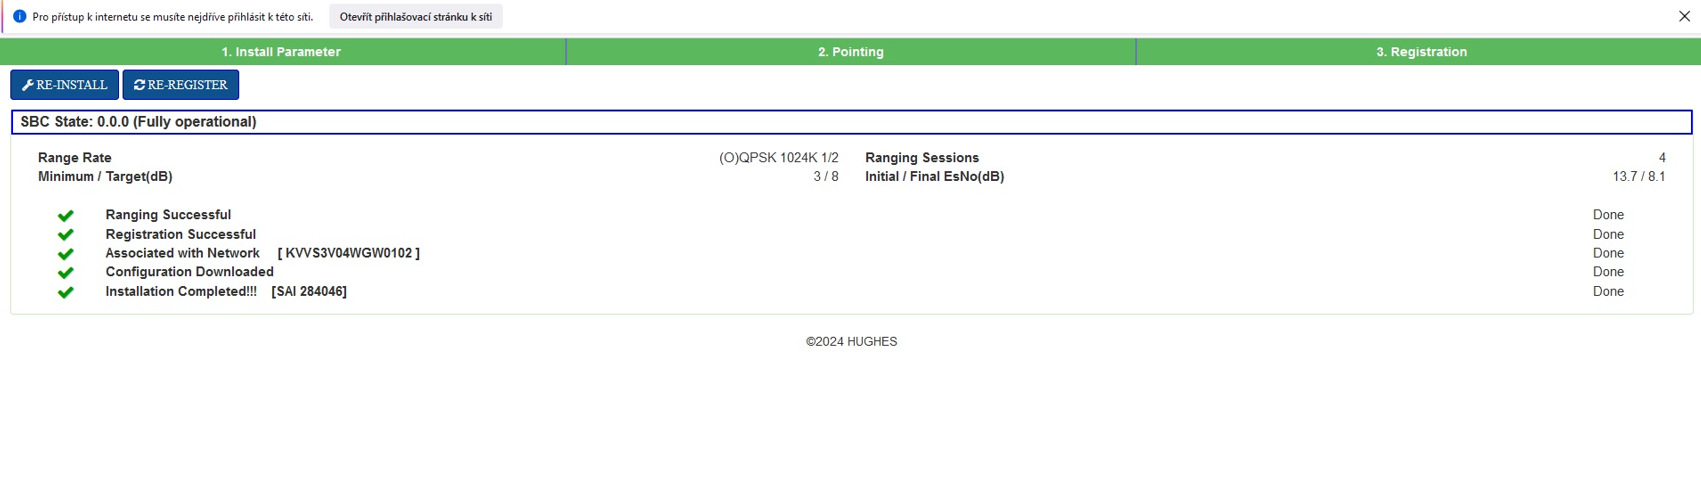 Pro přístup k internetu se musíte nejdříve přihlásit k této síti. Otevřít přihlašovací stránku k síti
1. Install Parameter 2. Pointing 3. Registration
RE-INSTALL RE-REGISTER
SBC State: 0.0.0 (Fully operational)
Range Rate (O)QPSK 1024K 1/2 Ranging Sessions 4
Minimum / Target(dB) 3 / 8 Initial / Final EsNo(dB) 13.7 / 8.1
Ranging Successful Done
Registration Successful Done
Associated with Network [ KVVS3V04WGW0102 ] Done
Configuration Downloaded Done
Installation Completed!!! [SAI 284046] Done
©2024 HUGHES